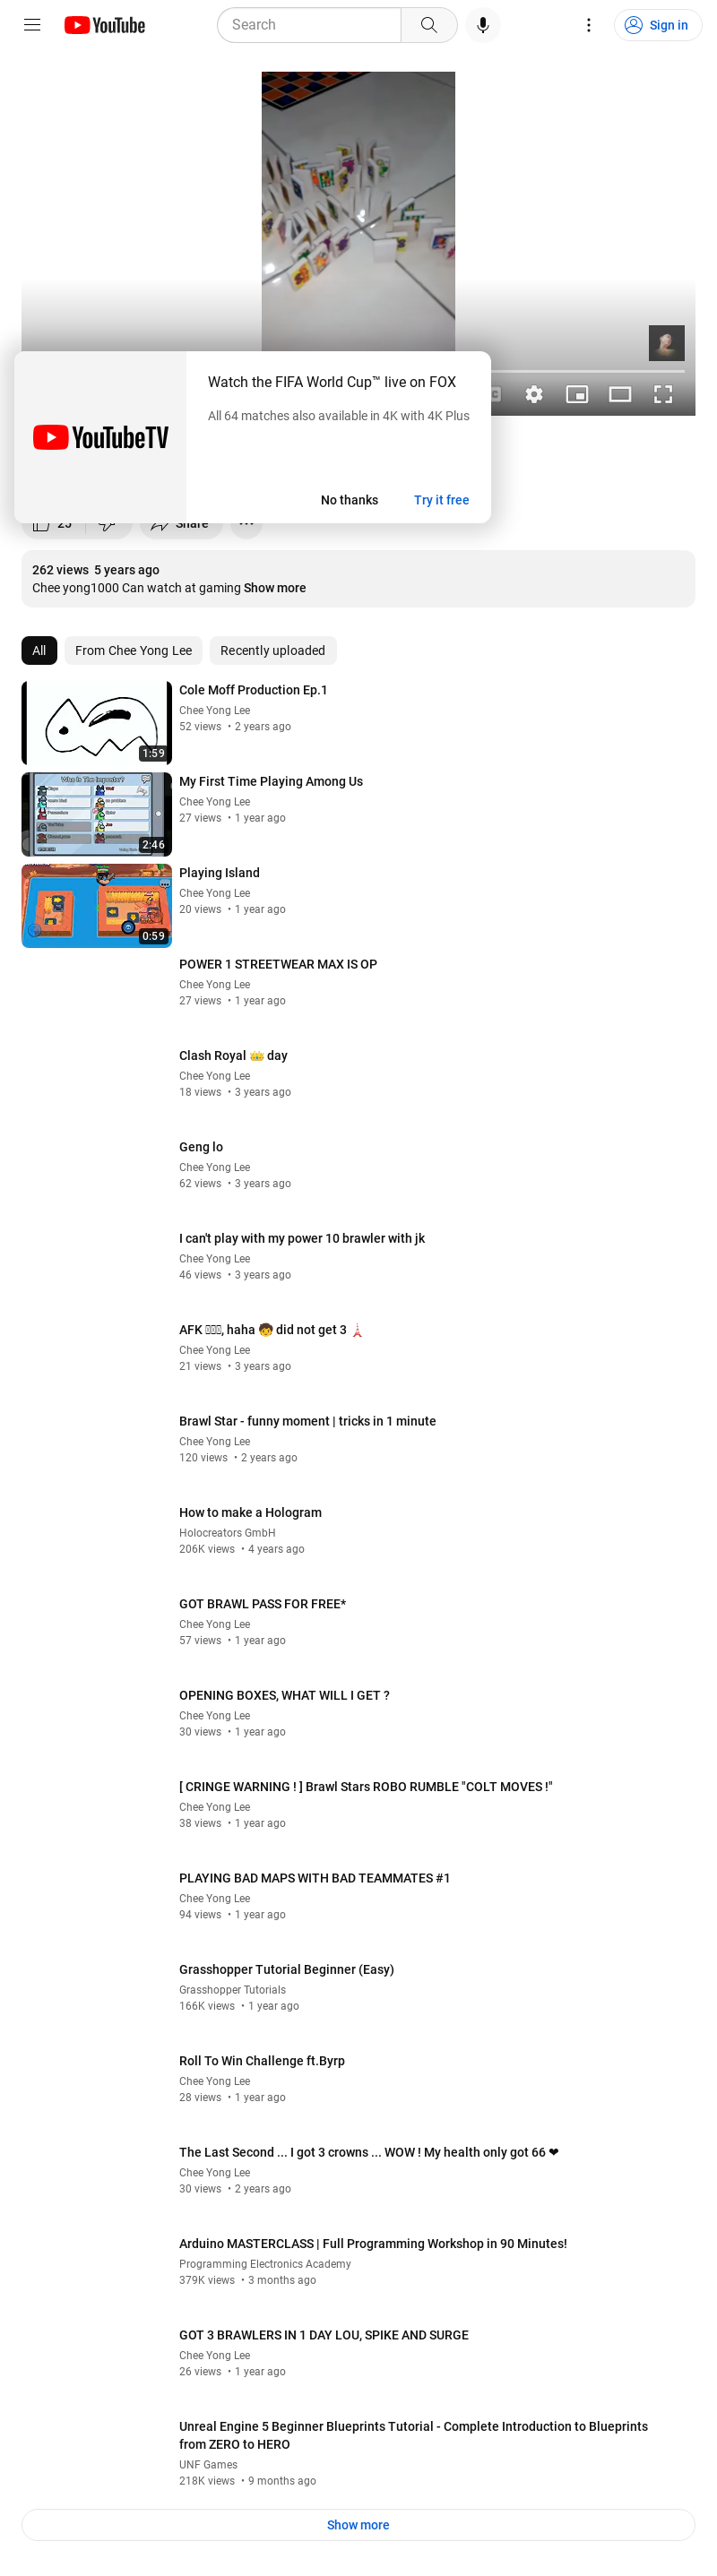 YouTube
Search
Sign in
Watch the FIFA World Cup™ live on FOX
All 64 matches also available in 4K with 4K Plus
YouTubeTV
No thanks
Try it free
25
Share
262 views 5 years ago
Chee yong1000 Can watch at gaming Show more
All
From Chee Yong Lee
Recently uploaded
Cole Moff Production Ep.1
Chee Yong Lee
52 views • 2 years ago
1:59
My First Time Playing Among Us
Chee Yong Lee
27 views • 1 year ago
Who Is The Imposter?
2:46
Playing Island
Chee Yong Lee
20 views • 1 year ago
0:59
POWER 1 STREETWEAR MAX IS OP
Chee Yong Lee
27 views • 1 year ago
Clash Royal 👑 day
Chee Yong Lee
18 views • 3 years ago
Geng lo
Chee Yong Lee
62 views • 3 years ago
I can't play with my power 10 brawler with jk
Chee Yong Lee
46 views • 3 years ago
AFK , haha 🧒 did not get 3 🗼
Chee Yong Lee
21 views • 3 years ago
Brawl Star - funny moment | tricks in 1 minute
Chee Yong Lee
120 views • 2 years ago
How to make a Hologram
Holocreators GmbH
206K views • 4 years ago
GOT BRAWL PASS FOR FREE*
Chee Yong Lee
57 views • 1 year ago
OPENING BOXES, WHAT WILL I GET ?
Chee Yong Lee
30 views • 1 year ago
[ CRINGE WARNING ! ] Brawl Stars ROBO RUMBLE "COLT MOVES !"
Chee Yong Lee
38 views • 1 year ago
PLAYING BAD MAPS WITH BAD TEAMMATES #1
Chee Yong Lee
94 views • 1 year ago
Grasshopper Tutorial Beginner (Easy)
Grasshopper Tutorials
166K views • 1 year ago
Roll To Win Challenge ft.Byrp
Chee Yong Lee
28 views • 1 year ago
The Last Second ... I got 3 crowns ... WOW ! My health only got 66 ❤
Chee Yong Lee
30 views • 2 years ago
Arduino MASTERCLASS | Full Programming Workshop in 90 Minutes!
Programming Electronics Academy
379K views • 3 months ago
GOT 3 BRAWLERS IN 1 DAY LOU, SPIKE AND SURGE
Chee Yong Lee
26 views • 1 year ago
Unreal Engine 5 Beginner Blueprints Tutorial - Complete Introduction to Blueprints
from ZERO to HERO
UNF Games
218K views • 9 months ago
Show more